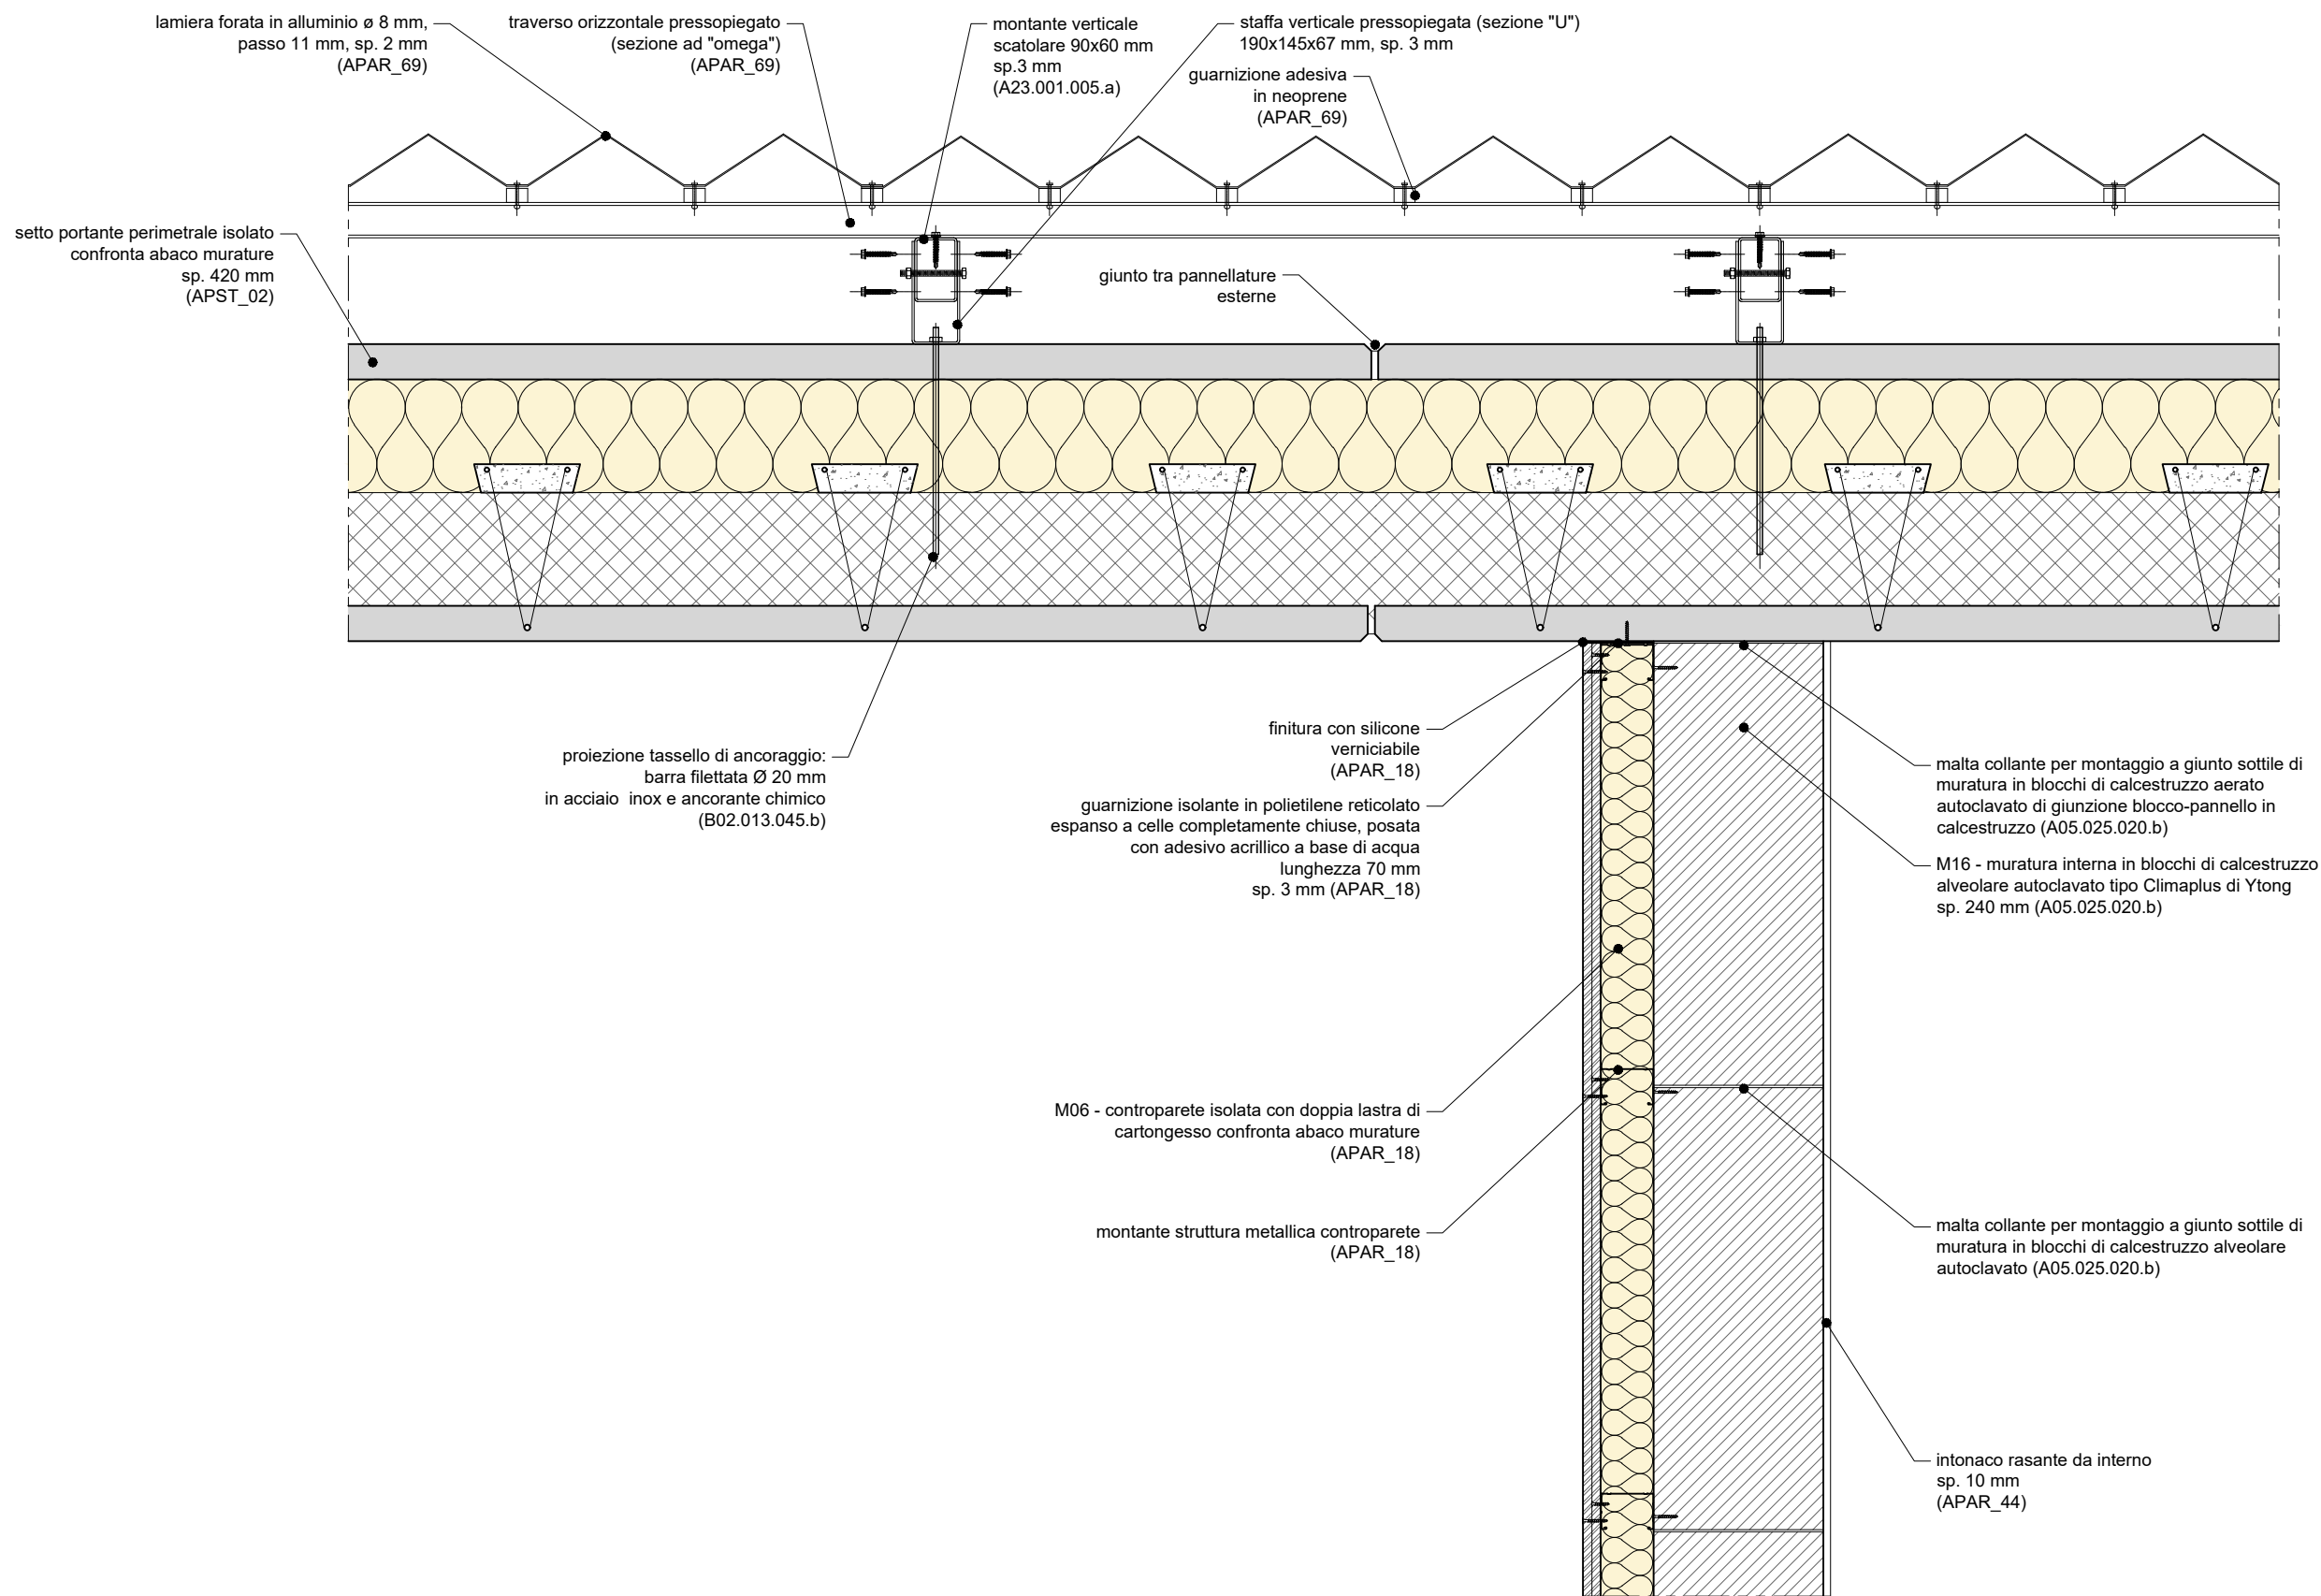 lamiera forata in alluminio ø 8 mm,
passo 11 mm, sp. 2 mm
(APAR_69)
traverso orizzontale pressopiegato
(sezione ad "omega")
(APAR_69)
montante verticale
scatolare 90x60 mm
sp.3 mm
(A23.001.005.a)
staffa verticale pressopiegata (sezione "U")
190x145x67 mm, sp. 3 mm
guarnizione adesiva
in neoprene
(APAR_69)
setto portante perimetrale isolato
confronta abaco murature
sp. 420 mm
(APST_02)
giunto tra pannellature
esterne
proiezione tassello di ancoraggio:
barra filettata Ø 20 mm
in acciaio  inox e ancorante chimico
(B02.013.045.b)
finitura con silicone
verniciabile
(APAR_18)
guarnizione isolante in polietilene reticolato
espanso a celle completamente chiuse, posata
con adesivo acrillico a base di acqua
lunghezza 70 mm
sp. 3 mm (APAR_18)
malta collante per montaggio a giunto sottile di
muratura in blocchi di calcestruzzo aerato
autoclavato di giunzione blocco-pannello in
calcestruzzo (A05.025.020.b)
M16 - muratura interna in blocchi di calcestruzzo
alveolare autoclavato tipo Climaplus di Ytong
sp. 240 mm (A05.025.020.b)
M06 - controparete isolata con doppia lastra di
cartongesso confronta abaco murature
(APAR_18)
montante struttura metallica controparete
(APAR_18)
malta collante per montaggio a giunto sottile di
muratura in blocchi di calcestruzzo alveolare
autoclavato (A05.025.020.b)
intonaco rasante da interno
sp. 10 mm
(APAR_44)